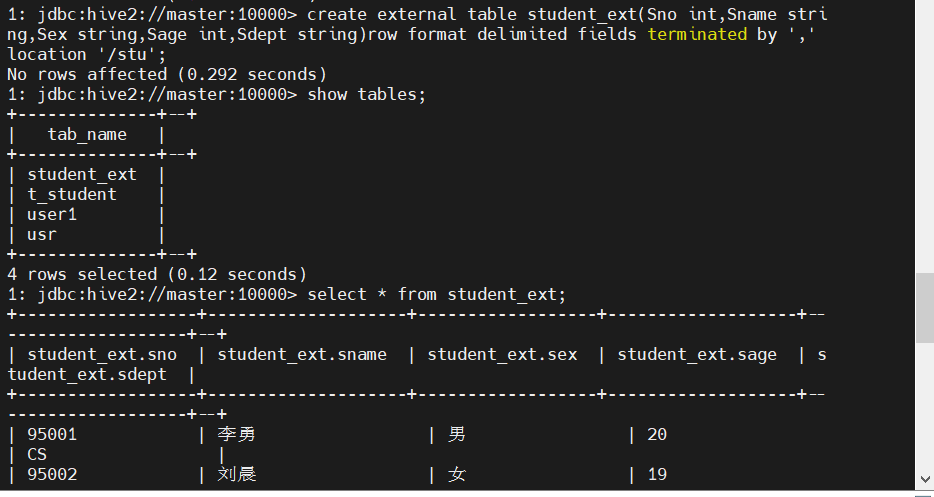 1: jdbc:hive2://master:10000> create external table student_ext(Sno int,Sname stri
ng,Sex string,Sage int,Sdept string)row format delimited fields terminated by ','
location '/stu';
No rows affected (0.292 seconds)
1: jdbc:hive2://master:10000> show tables;
+--------------+--+
|   tab_name   |
+--------------+--+
| student_ext  |
| t_student    |
| user1        |
| usr          |
+--------------+--+
4 rows selected (0.12 seconds)
1: jdbc:hive2://master:10000> select * from student_ext;
+------------------+--------------------+------------------+-------------------+--
------------------+--+
| student_ext.sno  | student_ext.sname  | student_ext.sex  | student_ext.sage  | s
tudent_ext.sdept  |
+------------------+--------------------+------------------+-------------------+--
------------------+--+
| 95001            | 李勇                 | 男                | 20
| CS                 |
| 95002            | 刘晨                 | 女                | 19